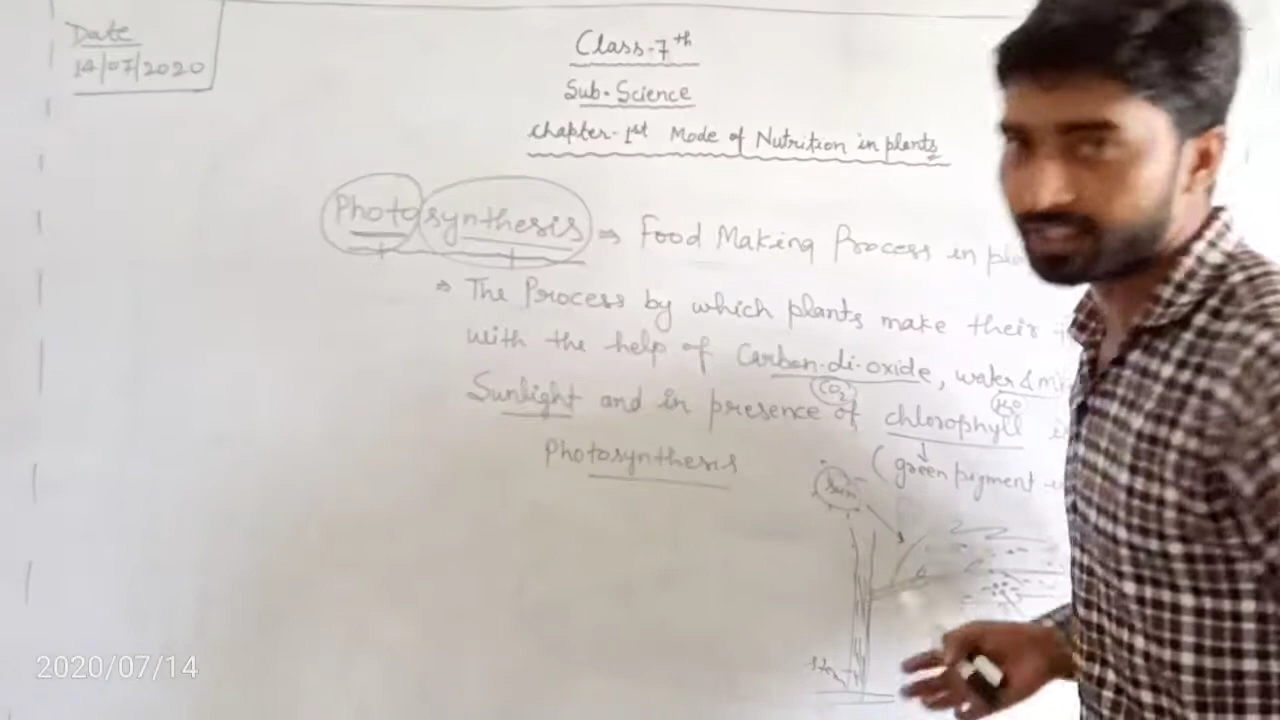 Date
14/07/2020
Class-7th
Sub-Science
Chapter-1st Mode of Nutrition in plants
Photosynthesis ⇒ Food Making Process in
⇒ The Process by which plants make their
with the help of Carbon-di-oxide, water &
(CO2) H2O
Sunlight and in presence of chlorophyll
Photosynthesis (green pigment
Sun
2020/07/14